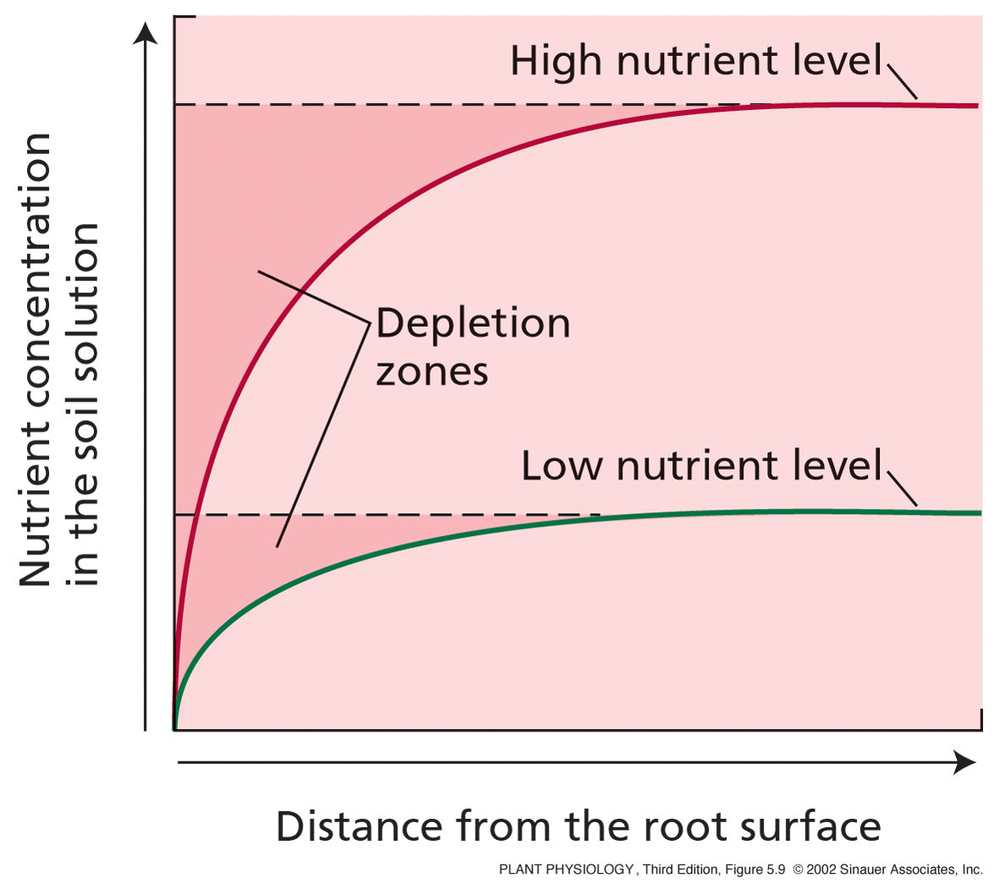 High nutrient level
Nutrient concentration
in the soil solution
Depletion
zones
Low nutrient level
Distance from the root surface
PLANT PHYSIOLOGY, Third Edition, Figure 5.9 © 2002 Sinauer Associates, Inc.